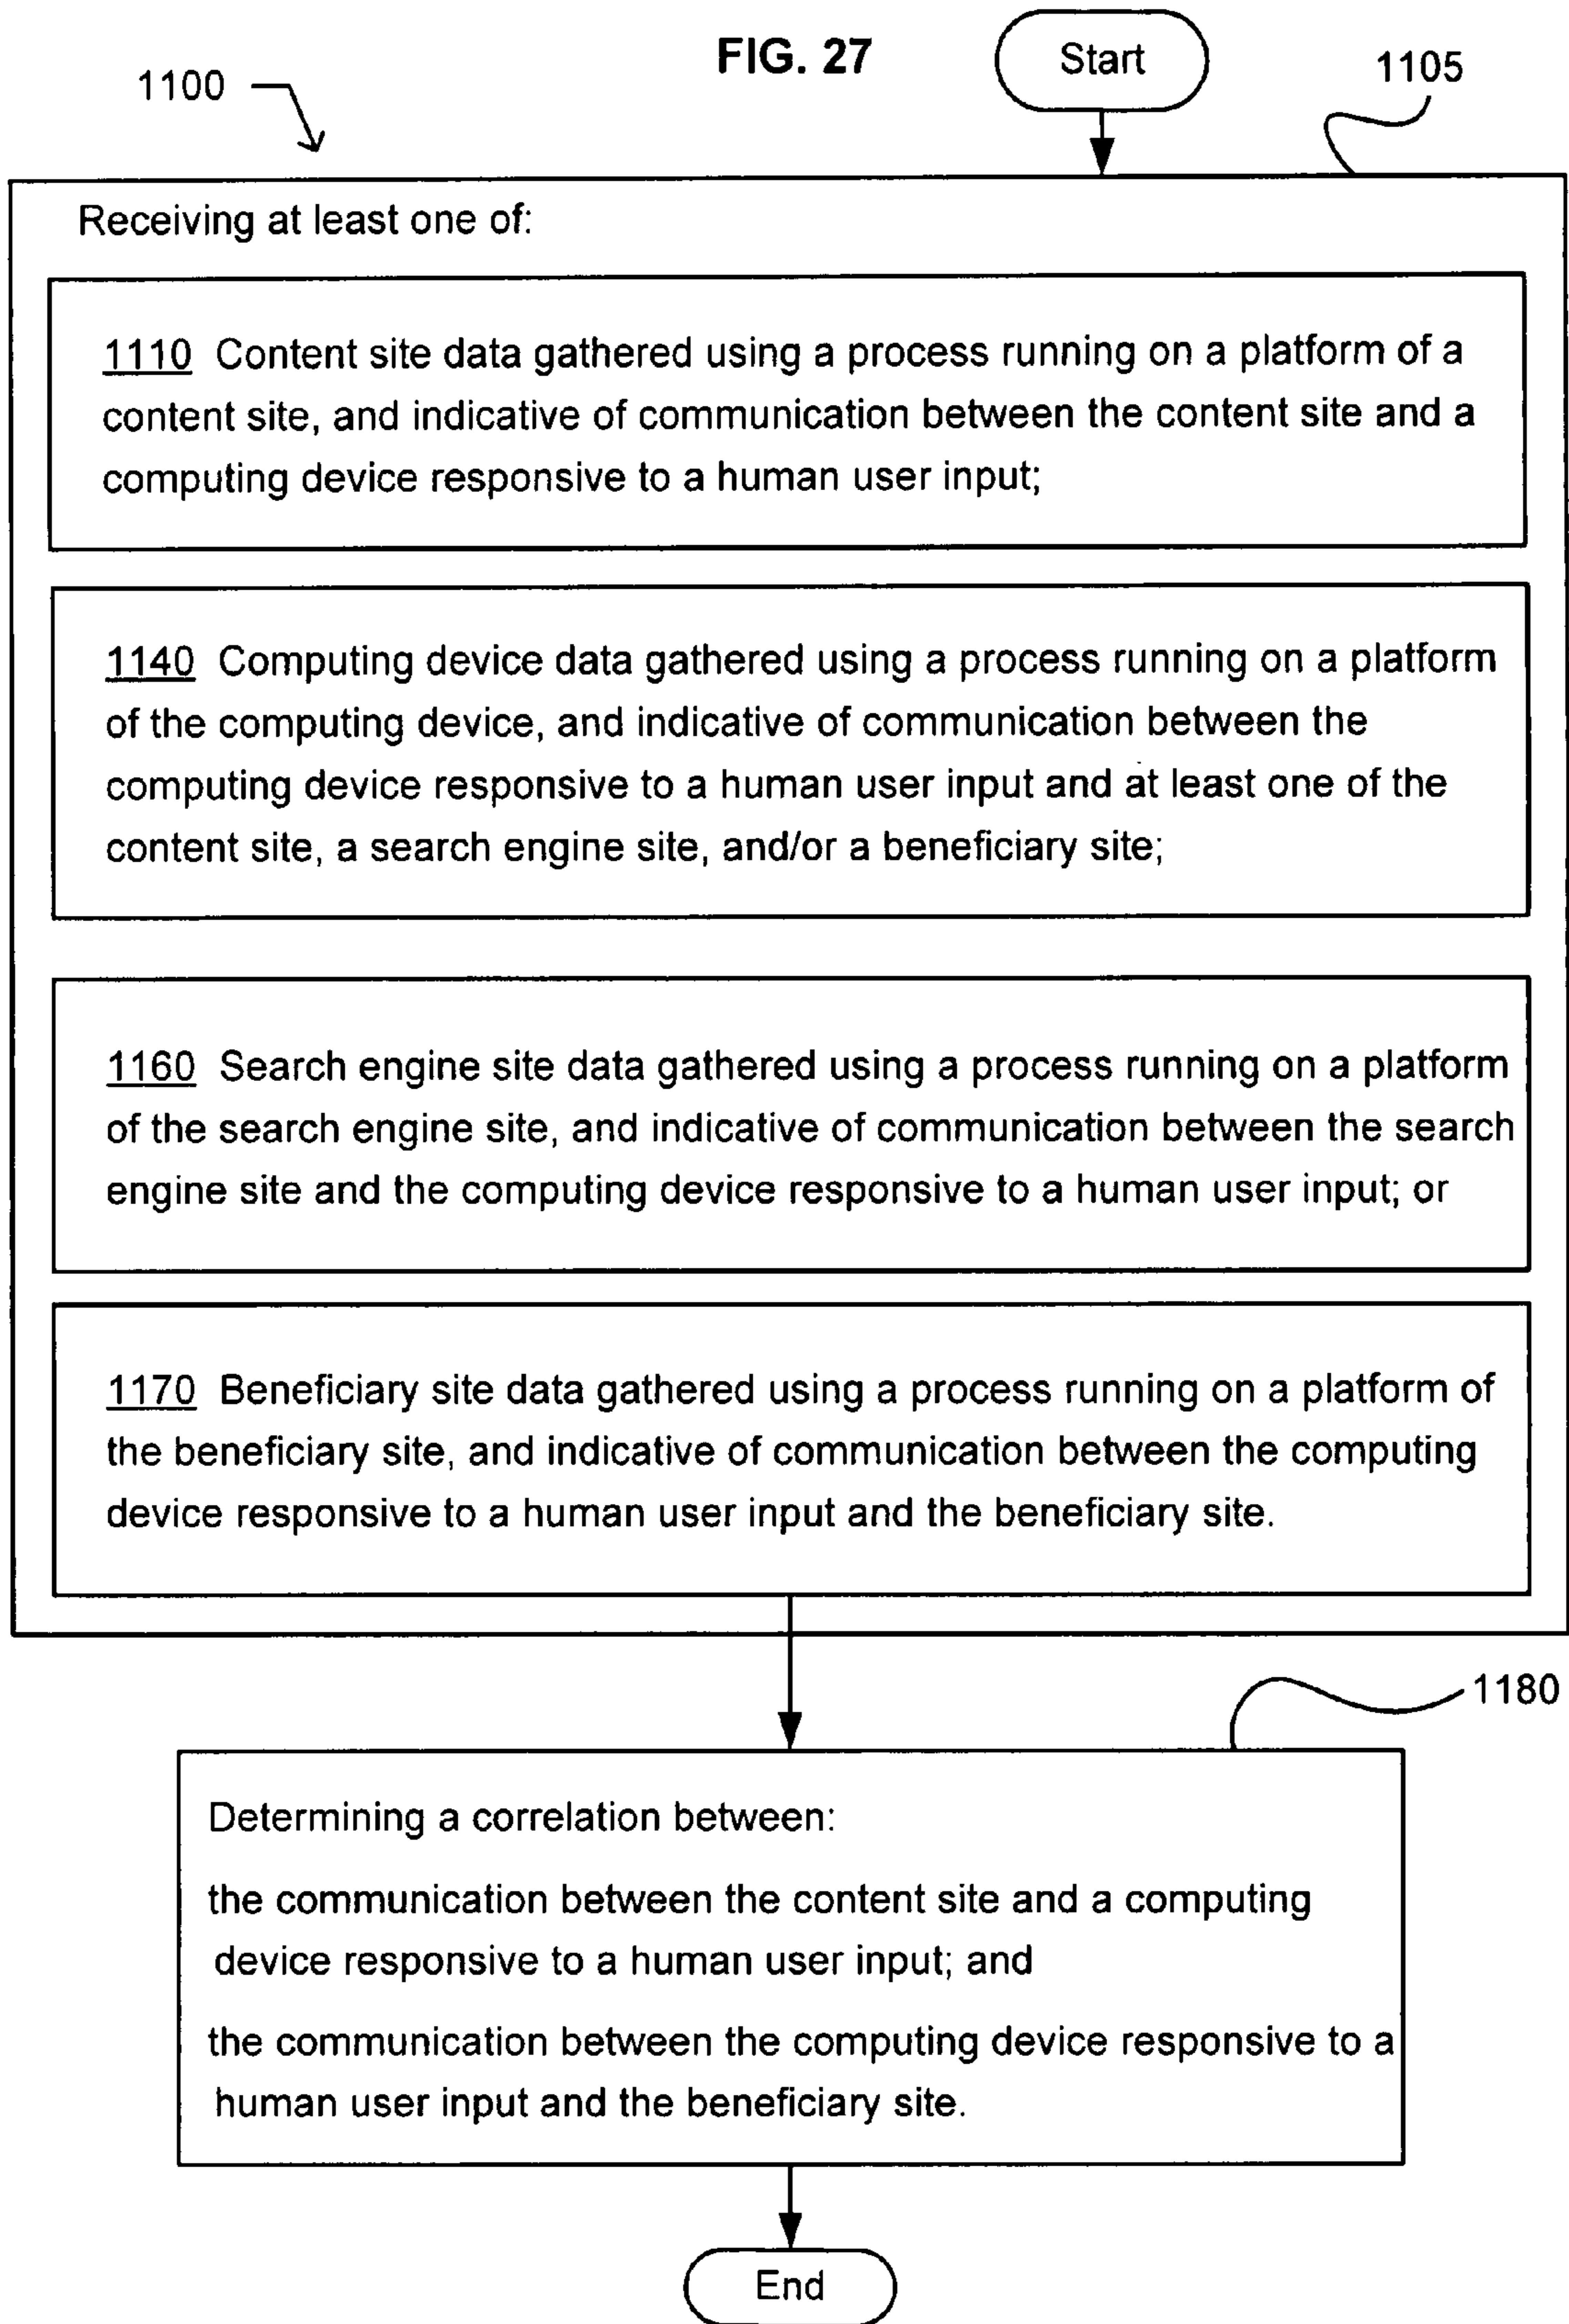 FIG. 27
Start
1100
1105
Receiving at least one of:
1110 Content site data gathered using a process running on a platform of a
content site, and indicative of communication between the content site and a
computing device responsive to a human user input;
1140 Computing device data gathered using a process running on a platform
of the computing device, and indicative of communication between the
computing device responsive to a human user input and at least one of the
content site, a search engine site, and/or a beneficiary site;
1160 Search engine site data gathered using a process running on a platform
of the search engine site, and indicative of communication between the search
engine site and the computing device responsive to a human user input; or
1170 Beneficiary site data gathered using a process running on a platform of
the beneficiary site, and indicative of communication between the computing
device responsive to a human user input and the beneficiary site.
1180
Determining a correlation between:
the communication between the content site and a computing
device responsive to a human user input; and
the communication between the computing device responsive to a
human user input and the beneficiary site.
End